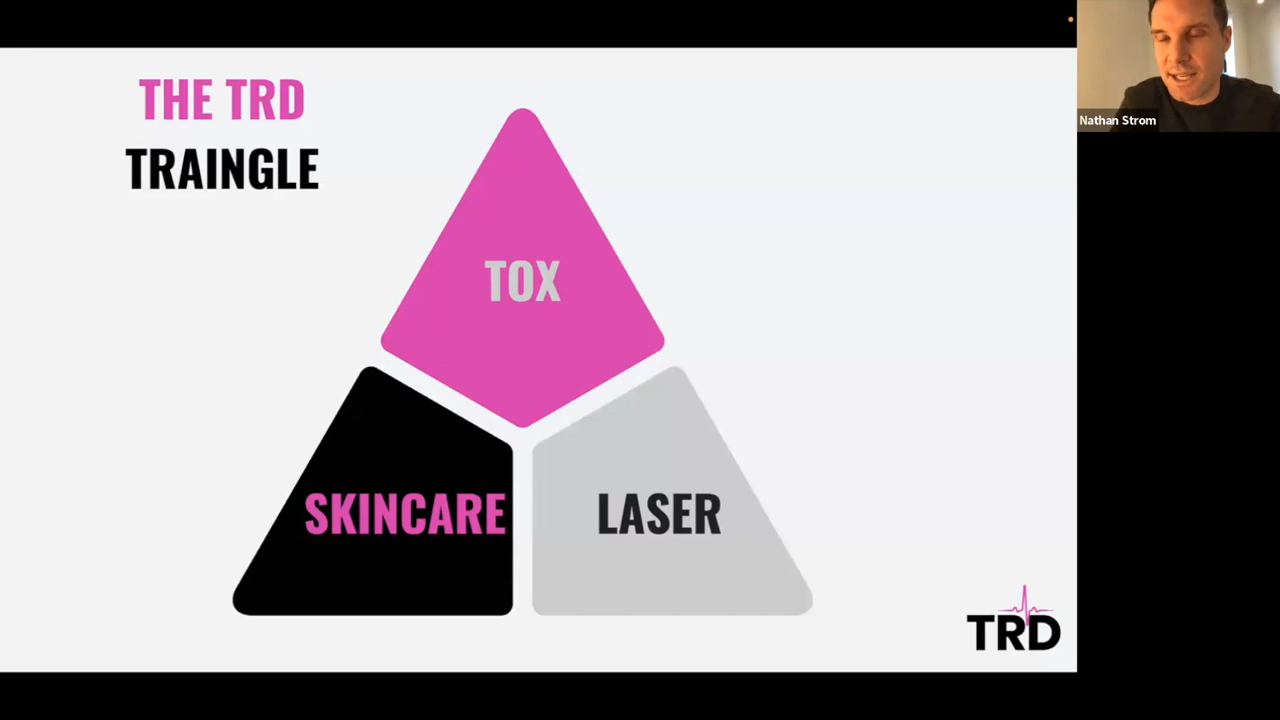 THE TRD
TRAINGLE
TOX
SKINCARE
LASER
TRD
Nathan Strom